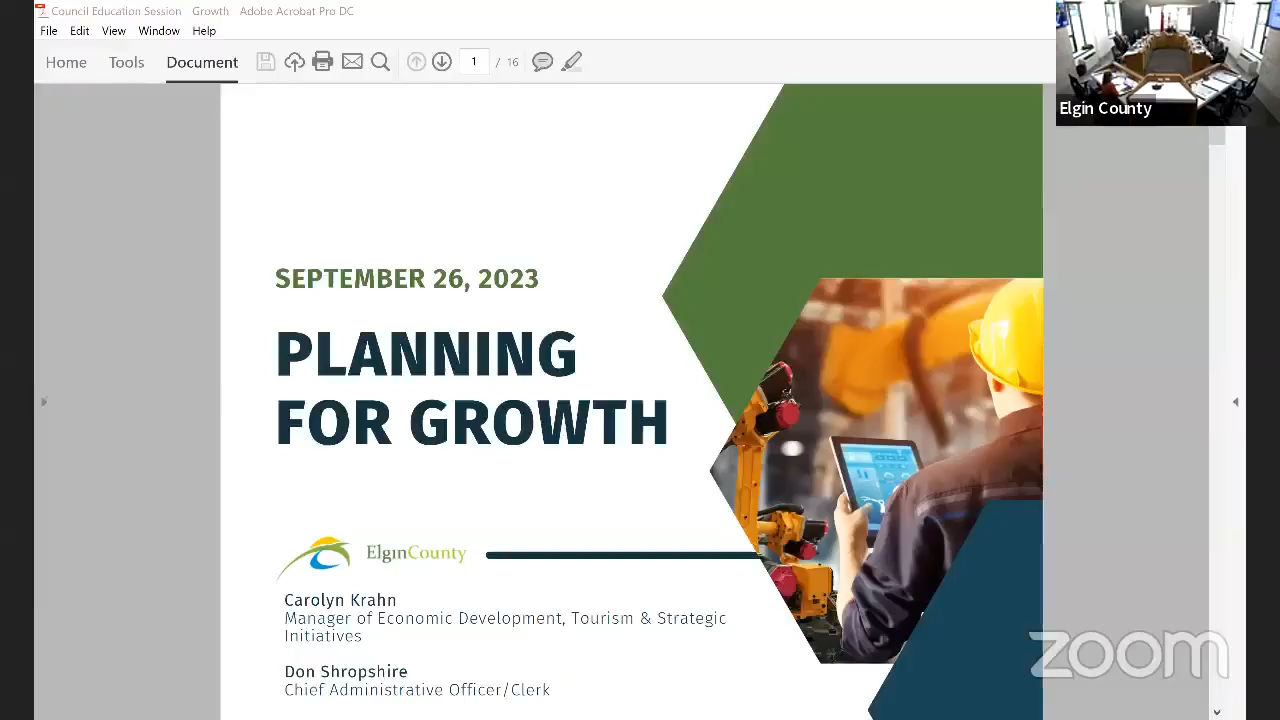 Council Education Session Growth Adobe Acrobat Pro DC
File Edit View Window Help
Home Tools Document 1 / 16
Elgin County
SEPTEMBER 26, 2023
PLANNING
FOR GROWTH
ElginCounty
Carolyn Krahn
Manager of Economic Development, Tourism & Strategic
Initiatives
Don Shropshire
Chief Administrative Officer/Clerk
zoom